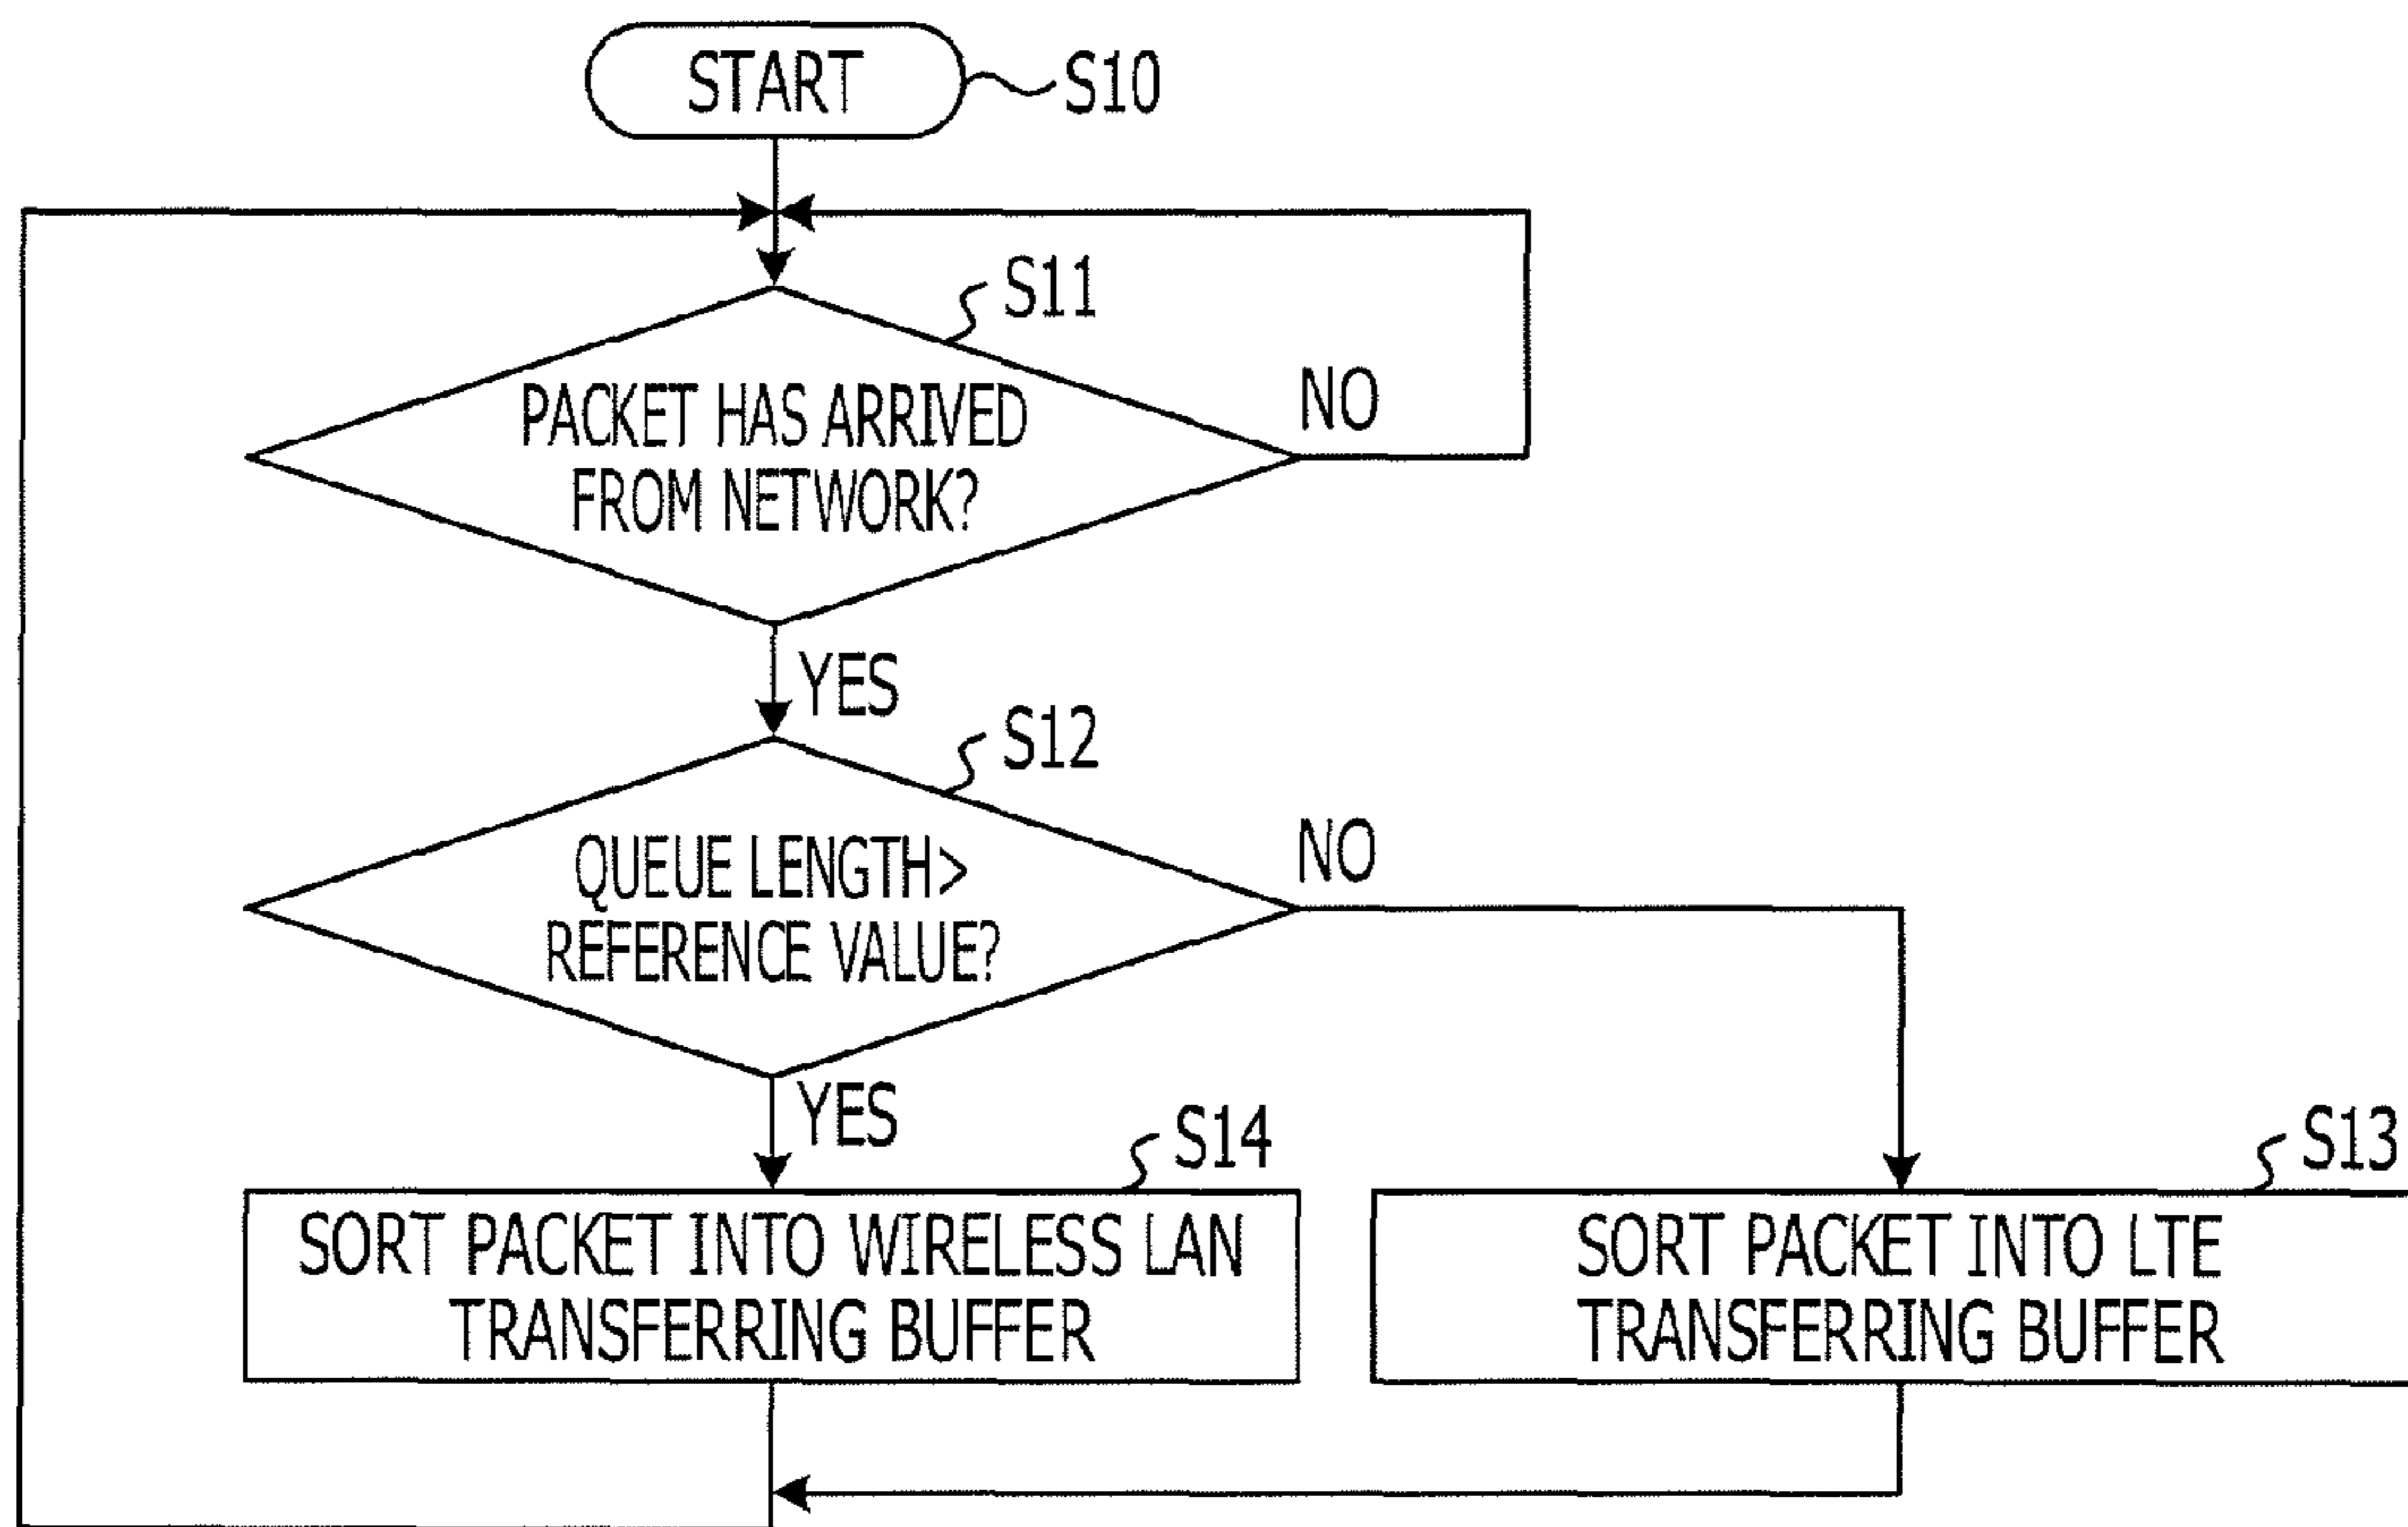 START
S10
S11
PACKET HAS ARRIVED
FROM NETWORK?
NO
YES
S12
QUEUE LENGTH>
REFERENCE VALUE?
NO
YES
S14
SORT PACKET INTO WIRELESS LAN
TRANSFERRING BUFFER
S13
SORT PACKET INTO LTE
TRANSFERRING BUFFER